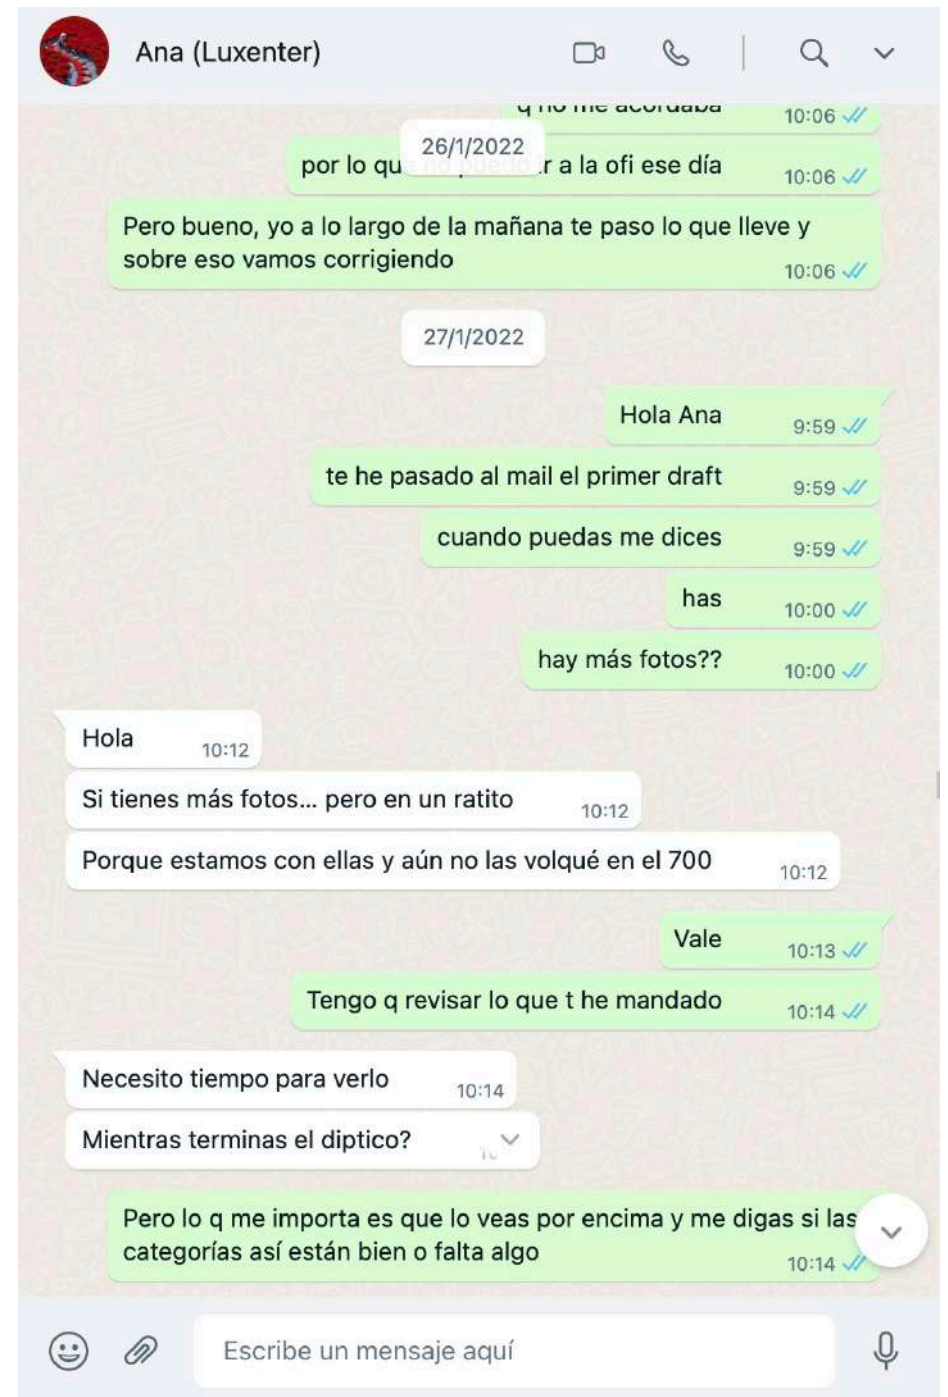 Ana (Luxenter)
q no me acordaba
10:06
26/1/2022
por lo qu r a la ofi ese día
10:06
Pero bueno, yo a lo largo de la mañana te paso lo que lleve y
sobre eso vamos corrigiendo
10:06
27/1/2022
Hola Ana
9:59
te he pasado al mail el primer draft
9:59
cuando puedas me dices
9:59
has
10:00
hay más fotos??
10:00
Hola
10:12
Si tienes más fotos... pero en un ratito
10:12
Porque estamos con ellas y aún no las volqué en el 700
10:12
Vale
10:13
Tengo q revisar lo que t he mandado
10:14
Necesito tiempo para verlo
10:14
Mientras terminas el diptico?
Pero lo q me importa es que lo veas por encima y me digas si las
categorías así están bien o falta algo
10:14
Escribe un mensaje aquí